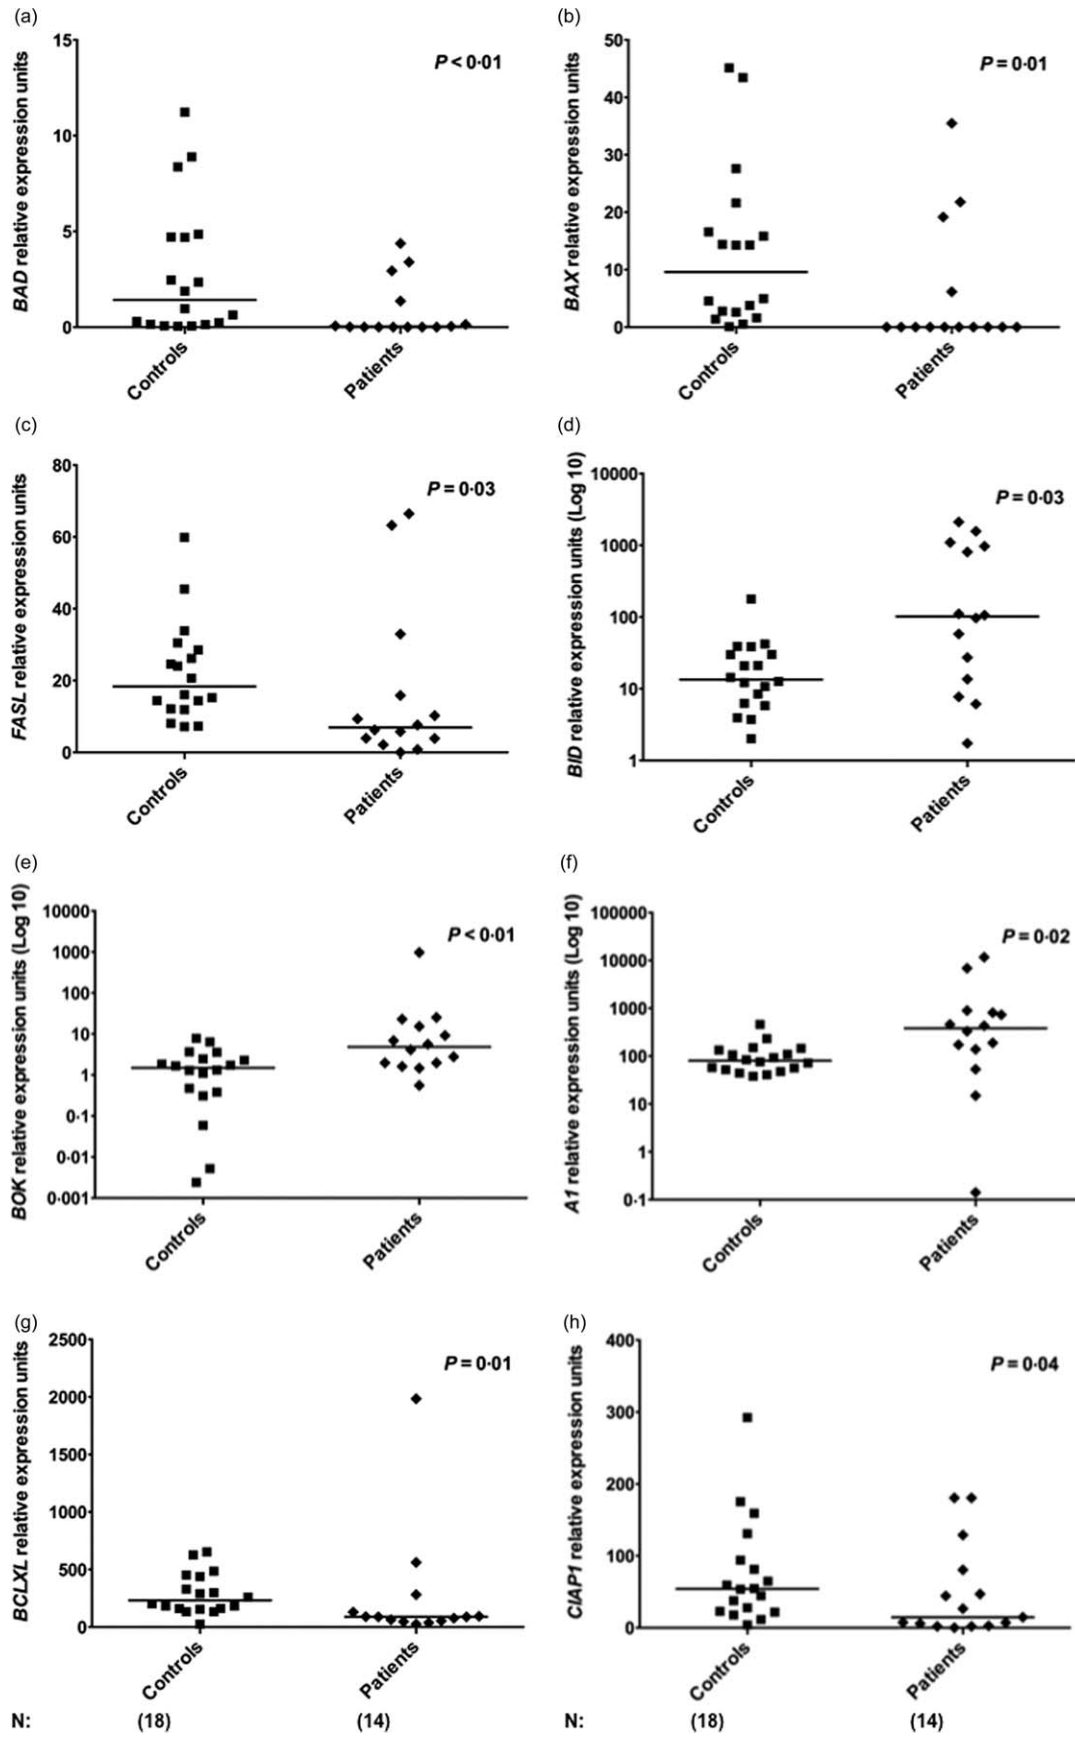 (a)
BAD relative expression units
15
10
5
0
P < 0·01
Controls
Patients
(b)
BAX relative expression units
50
40
30
20
10
0
P = 0·01
Controls
Patients
(c)
FASL relative expression units
80
60
40
20
0
P = 0·03
Controls
Patients
(d)
BID relative expression units (Log 10)
10000
1000
100
10
1
P = 0·03
Controls
Patients
(e)
BOK relative expression units (Log 10)
10000
1000
100
10
1
0·1
0·01
0·001
P < 0·01
Controls
Patients
(f)
A1 relative expression units (Log 10)
100000
10000
1000
100
10
1
0·1
P = 0·02
Controls
Patients
(g)
BCLXL relative expression units
2500
2000
1500
1000
500
0
P = 0·01
Controls
Patients
N: (18) (14)
(h)
CIAP1 relative expression units
400
300
200
100
0
P = 0·04
Controls
Patients
N: (18) (14)